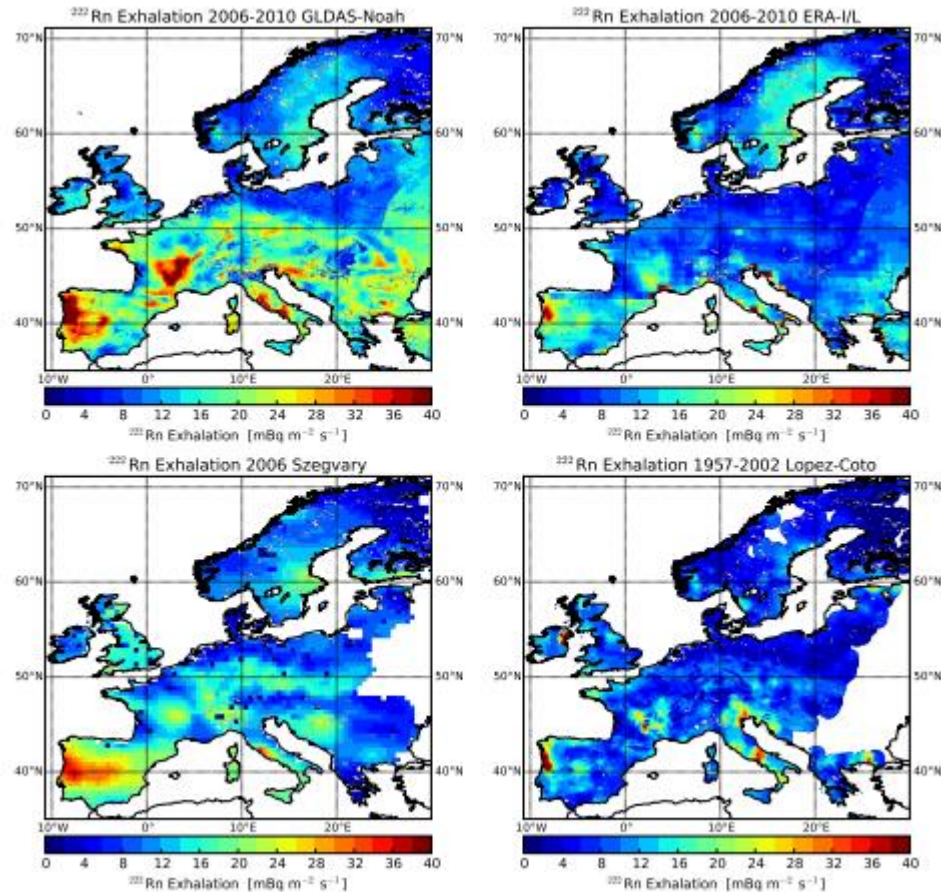 ²²²Rn Exhalation 2006-2010 GLDAS-Noah
70°N
60°N
50°N
40°N
10°W 0° 10°E 20°E
0 4 8 12 16 20 24 28 32 36 40
²²²Rn Exhalation [mBq m⁻² s⁻¹]
²²²Rn Exhalation 2006-2010 ERA-I/L
70°N
60°N
50°N
40°N
10°W 0° 10°E 20°E
0 4 8 12 16 20 24 28 32 36 40
²²²Rn Exhalation [mBq m⁻² s⁻¹]
²²²Rn Exhalation 2006 Szegvary
70°N 70°N
60°N 60°N
50°N 50°N
40°N 40°N
10°W 0° 10°E 20°E
0 4 8 12 16 20 24 28 32 36 40
²²²Rn Exhalation [mBq m⁻² s⁻¹]
²²²Rn Exhalation 1957-2002 Lopez-Coto
70°N
60°N
50°N
40°N
10°W 0° 10°E 20°E
0 4 8 12 16 20 24 28 32 36 40
²²²Rn Exhalation [mBq m⁻² s⁻¹]